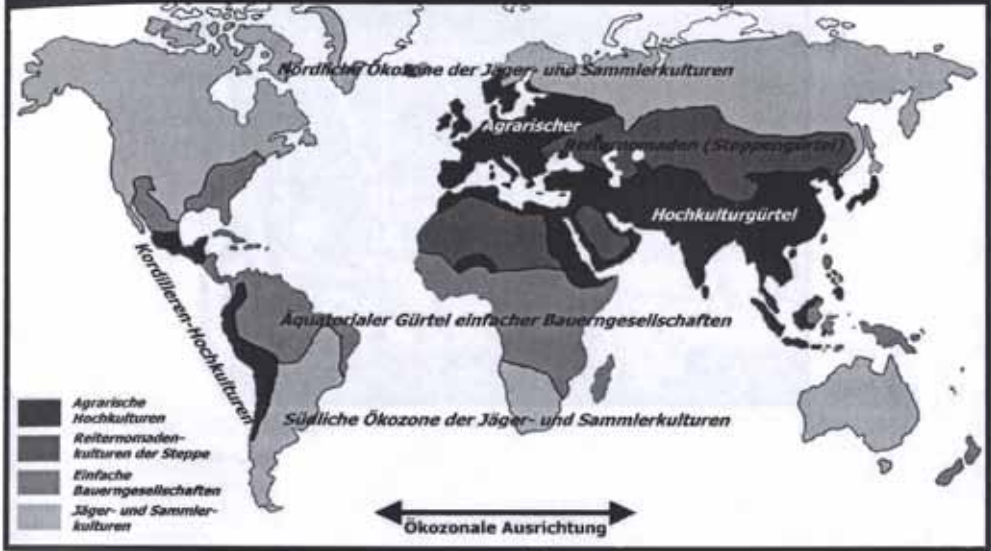 Nördliche Ökozone der Jäger- und Sammlerkulturen
Agrarischer
Reiternomaden (Steppengürtel)
Hochkulturgürtel
Kordilleren-Hochkulturen
Äquatorialer Gürtel einfacher Bauerngesellschaften
Südliche Ökozone der Jäger- und Sammlerkulturen
Agrarische
Hochkulturen
Reiternomaden-
kulturen der Steppe
Einfache
Bauerngesellschaften
Jäger- und Sammler-
kulturen
Ökozonale Ausrichtung